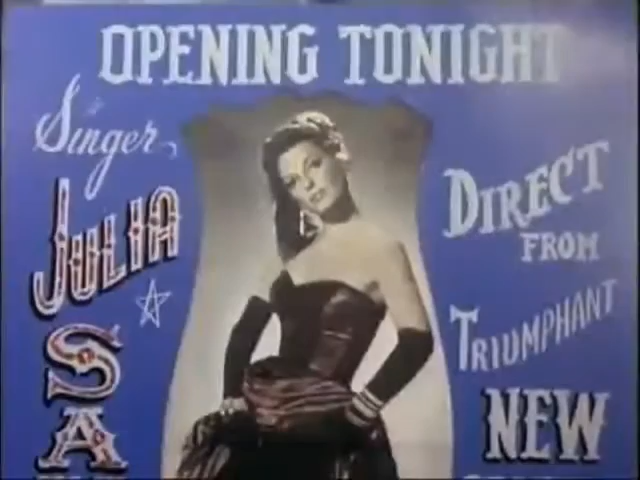 OPENING TONIGHT
Singer
JULIA
SA
DIRECT
FROM
TRIUMPHANT
NEW